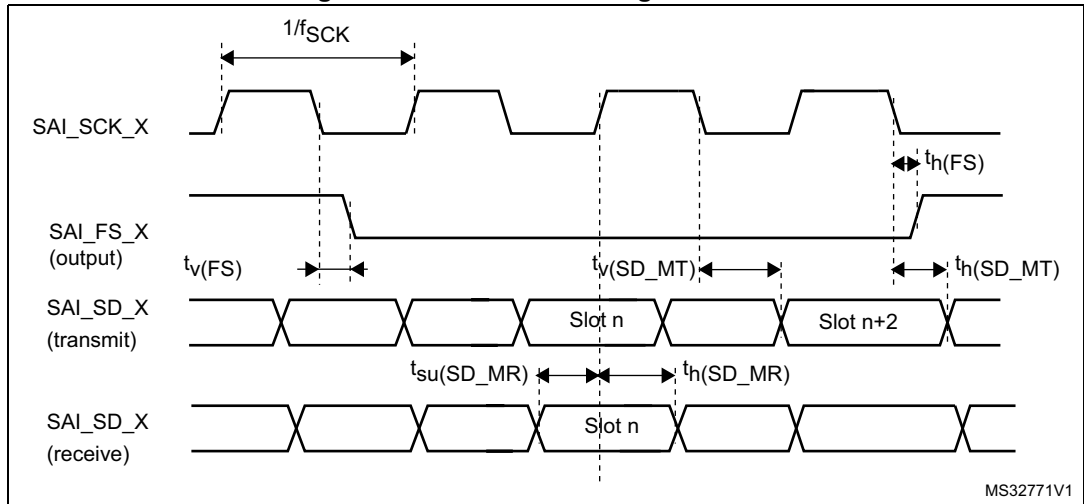 1/fSCK
SAI_SCK_X
th(FS)
SAI_FS_X
(output)
tv(FS)
tv(SD_MT)
th(SD_MT)
SAI_SD_X
(transmit)
Slot n
Slot n+2
tsu(SD_MR)
th(SD_MR)
SAI_SD_X
(receive)
Slot n
MS32771V1